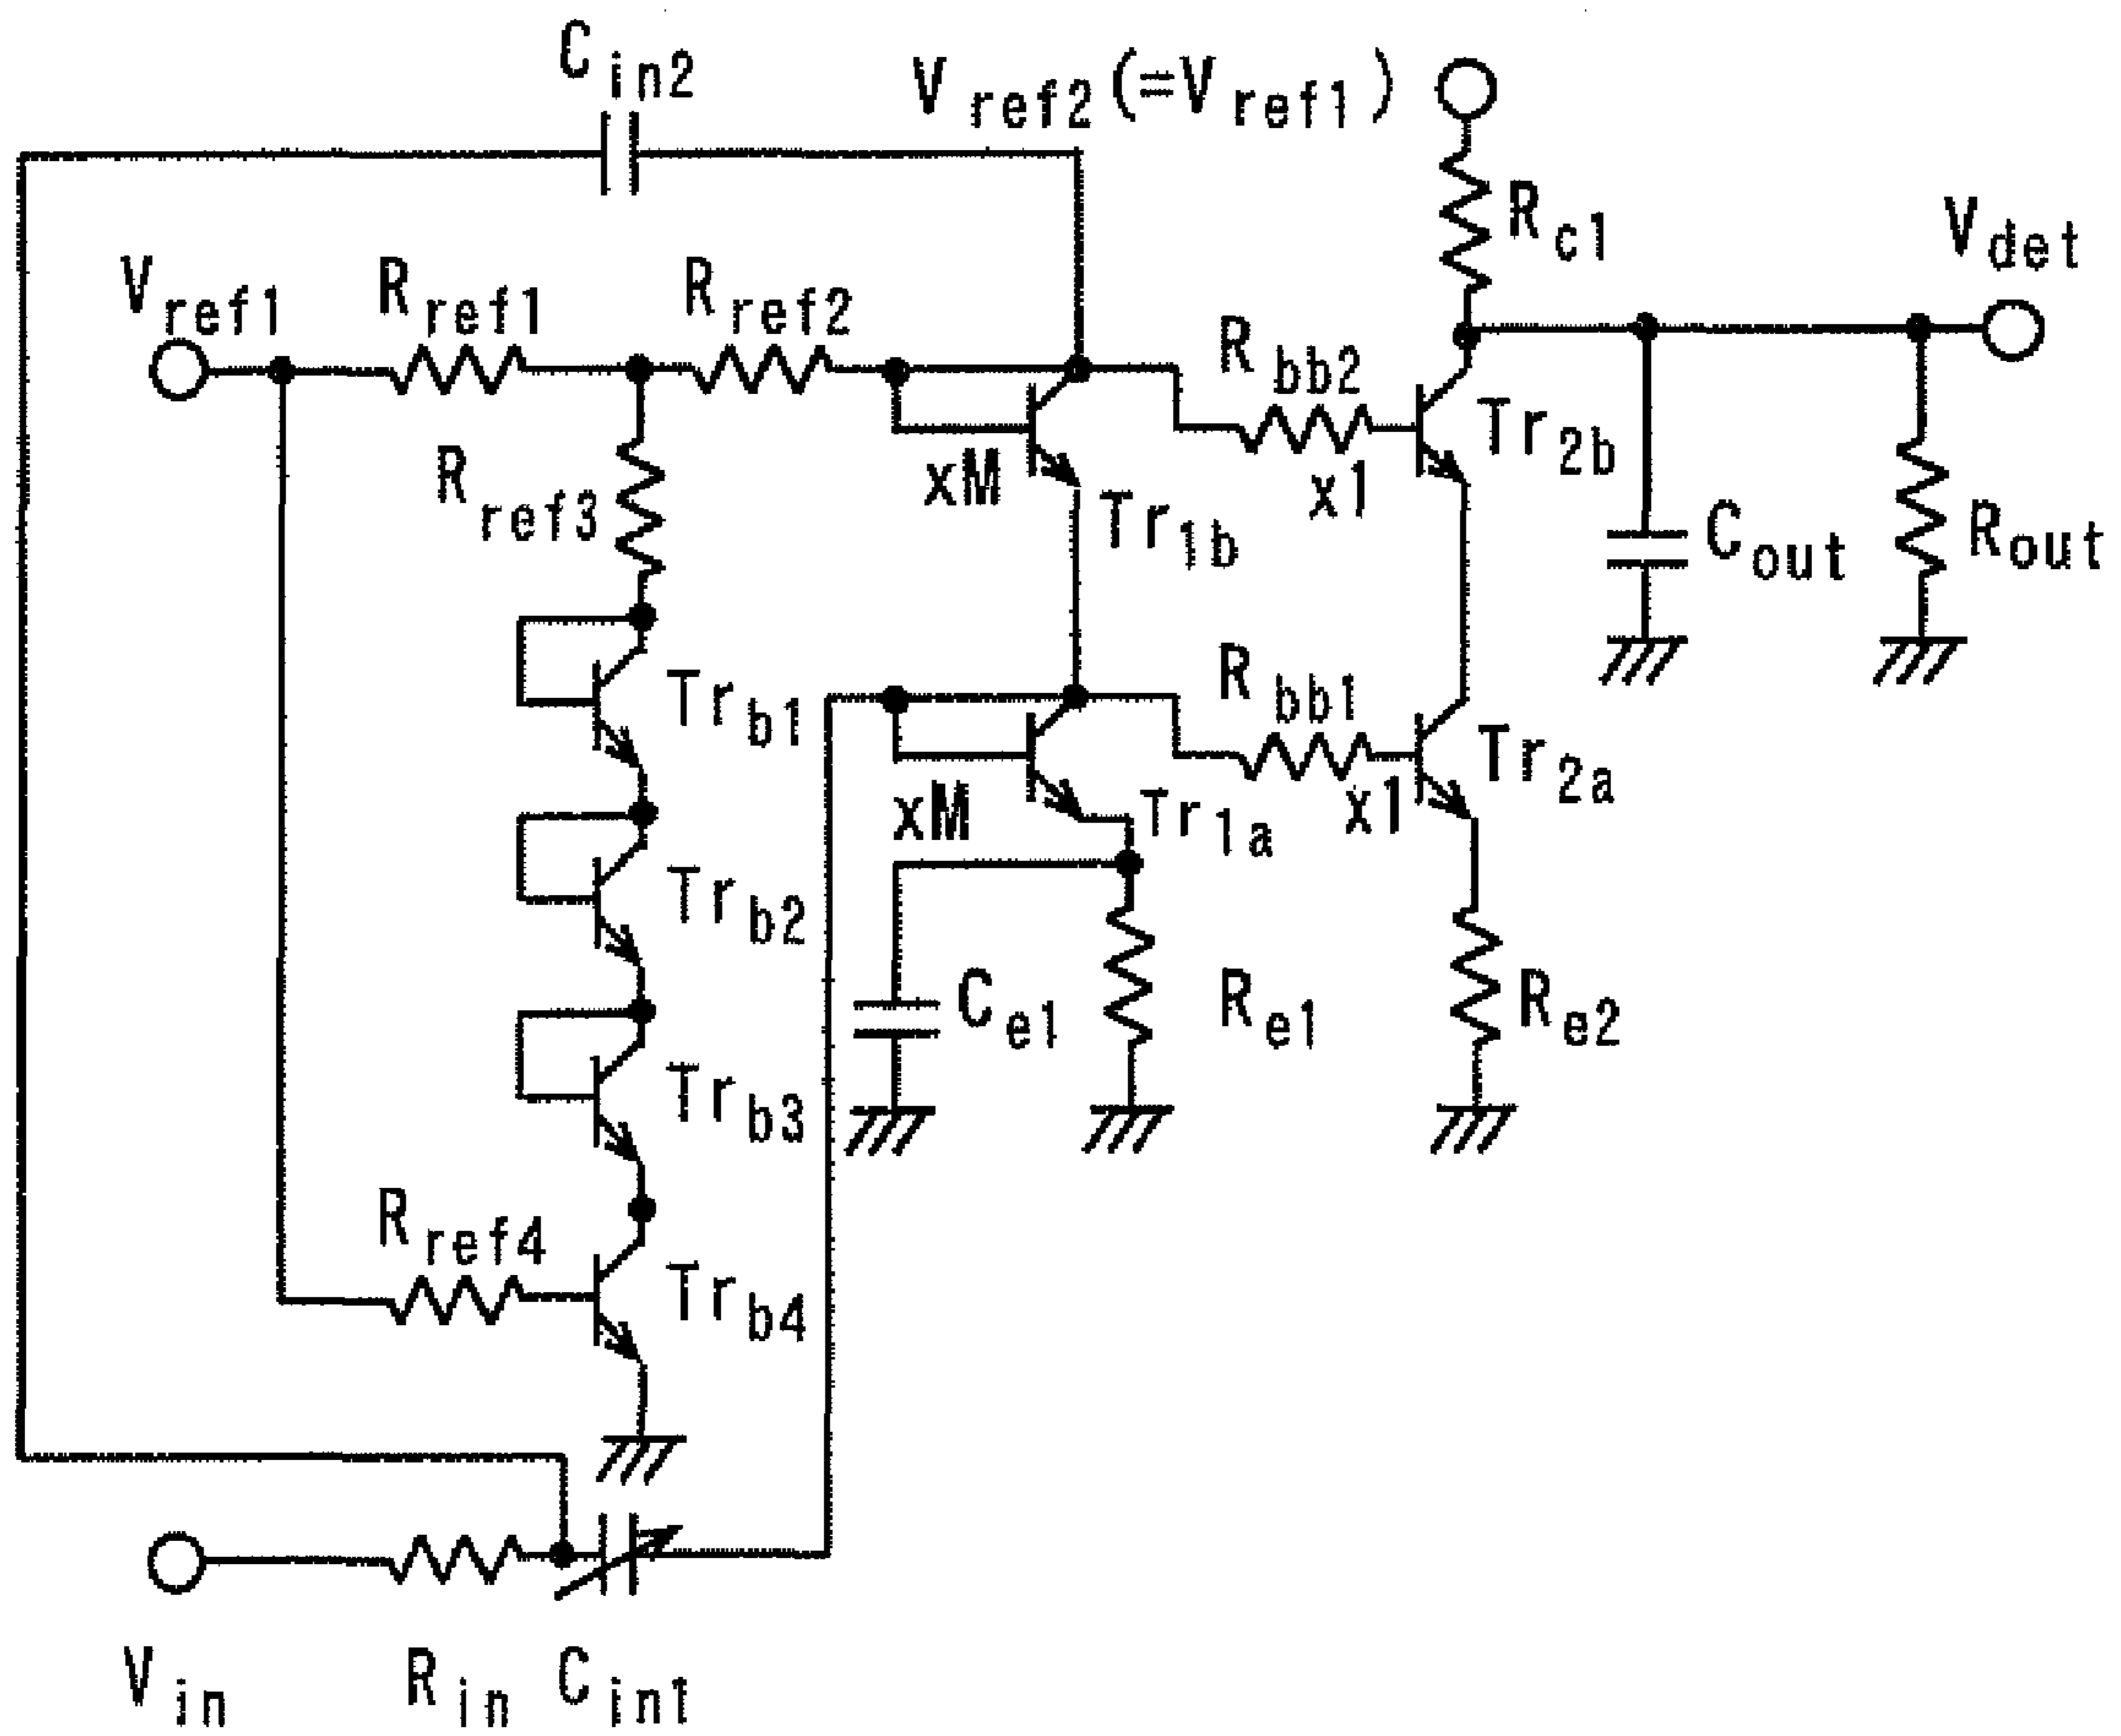 Cin2
Vref2(=Vref1)
Rc1
Vdet
Vref1
Rref1
Rref2
Rbb2
Tr2b
Rref3
xM
x1
Tr1b
Cout
Rout
Trb1
Rbb1
Tr2a
xM
Tr1a
x1
Trb2
Ce1
Re1
Re2
Trb3
Rref4
Trb4
Vin
Rin
Cin1